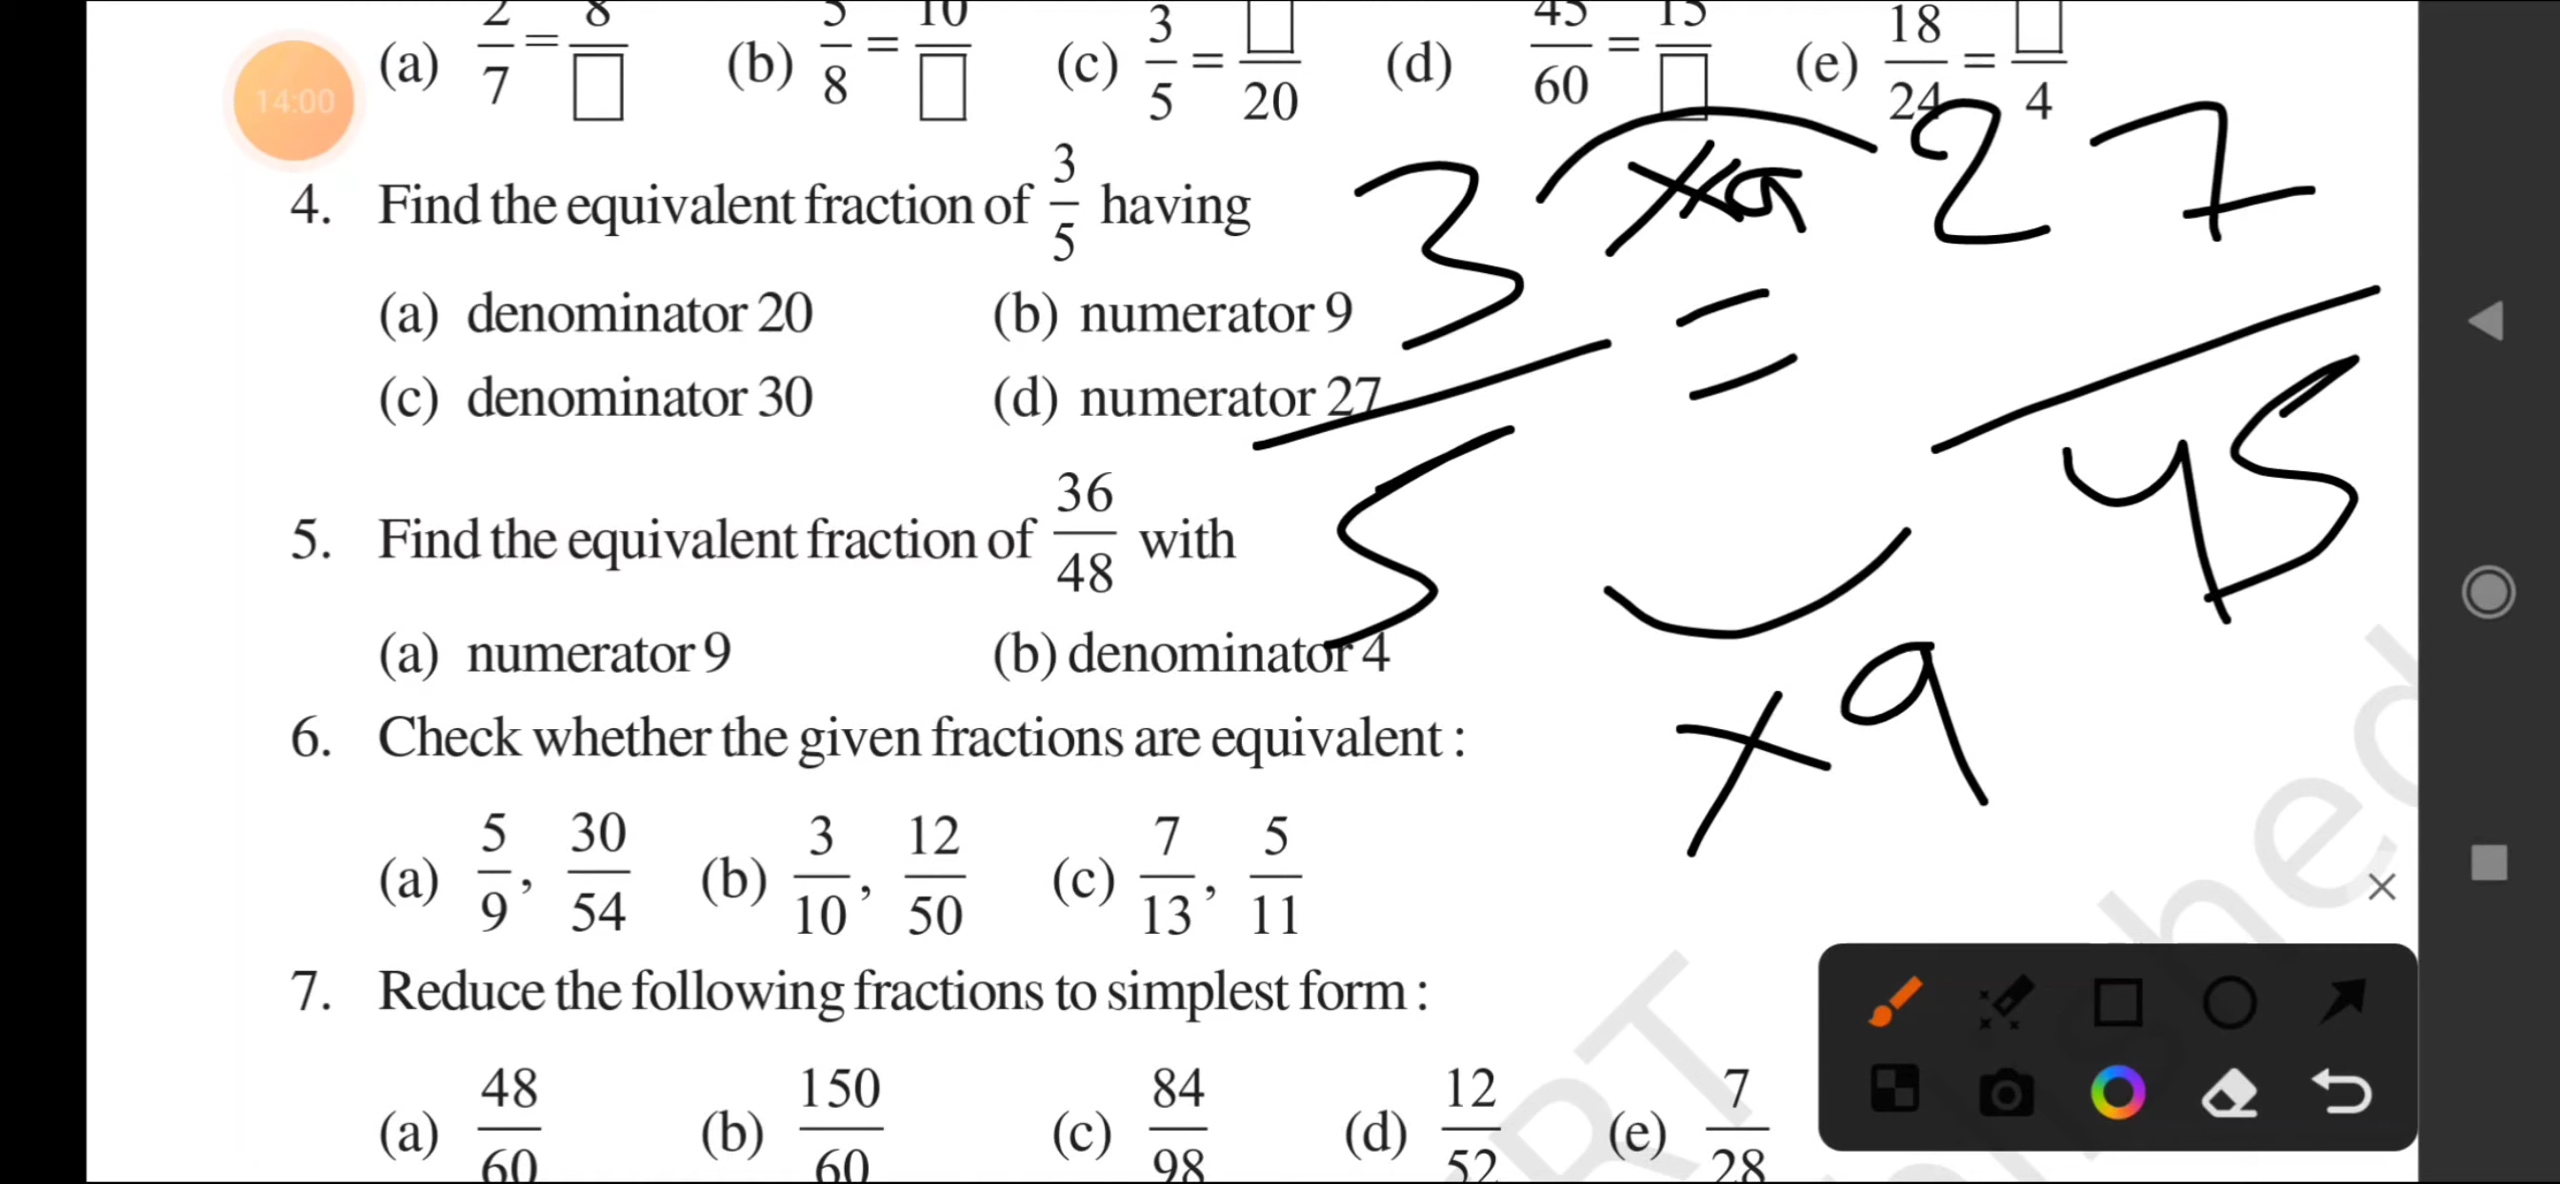 14:00
(a) 2/7 = 8/□ (b) 5/8 = 10/□ (c) 3/5 = □/20 (d) 45/60 = 15/□ (e) 18/24 = □/4
4. Find the equivalent fraction of 3/5 having
(a) denominator 20 (b) numerator 9
(c) denominator 30 (d) numerator 27
3/5 = 27/45
×9
×9
5. Find the equivalent fraction of 36/48 with
(a) numerator 9 (b) denominator 4
6. Check whether the given fractions are equivalent :
(a) 5/9, 30/54 (b) 3/10, 12/50 (c) 7/13, 5/11
7. Reduce the following fractions to simplest form :
(a) 48/60 (b) 150/60 (c) 84/98 (d) 12/52 (e) 7/28